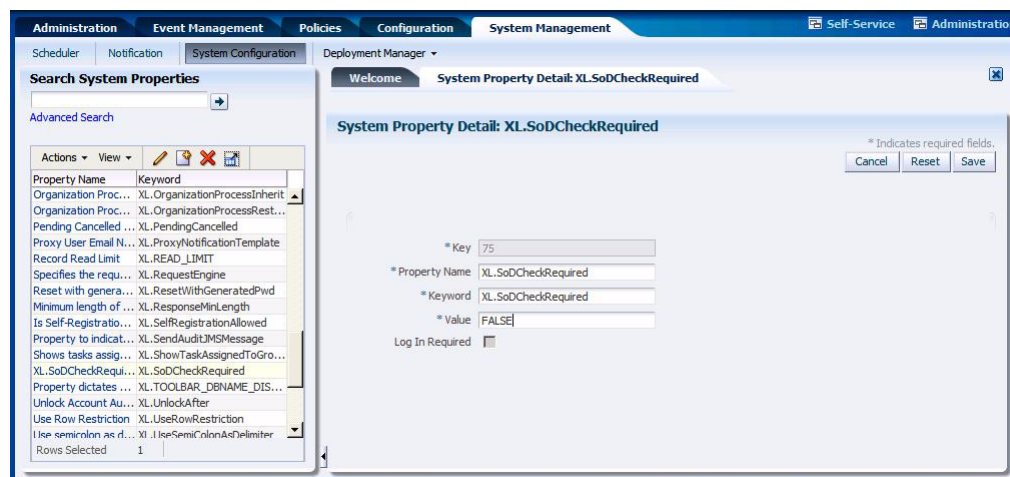 Administration Event Management Policies Configuration System Management Self-Service Administratio
Scheduler Notification System Configuration Deployment Manager
Search System Properties
Advanced Search
Actions View
Property Name Keyword
Organization Proc... XL.OrganizationProcessInherit
Organization Proc... XL.OrganizationProcessRest...
Pending Cancelled ... XL.PendingCancelled
Proxy User Email N... XL.ProxyNotificationTemplate
Record Read Limit XL.READ_LIMIT
Specifies the requ... XL.RequestEngine
Reset with genera... XL.ResetWithGeneratedPwd
Minimum length of ... XL.ResponseMinLength
Is Self-Registratio... XL.SelfRegistrationAllowed
Property to indicat... XL.SendAuditJMSMessage
Shows tasks assig... XL.ShowTaskAssignedToGro...
XL.SoDCheckRequi... XL.SoDCheckRequired
Property dictates ... XL.TOOLBAR_DBNAME_DIS...
Unlock Account Au... XL.UnlockAfter
Use Row Restriction XL.UseRowRestriction
Use semicolon as d... XL.UseSemiColonAsDelimiter
Rows Selected 1
Welcome System Property Detail: XL.SoDCheckRequired
System Property Detail: XL.SoDCheckRequired
* Indicates required fields.
Cancel Reset Save
* Key 75
* Property Name XL.SoDCheckRequired
* Keyword XL.SoDCheckRequired
* Value FALSE
Log In Required